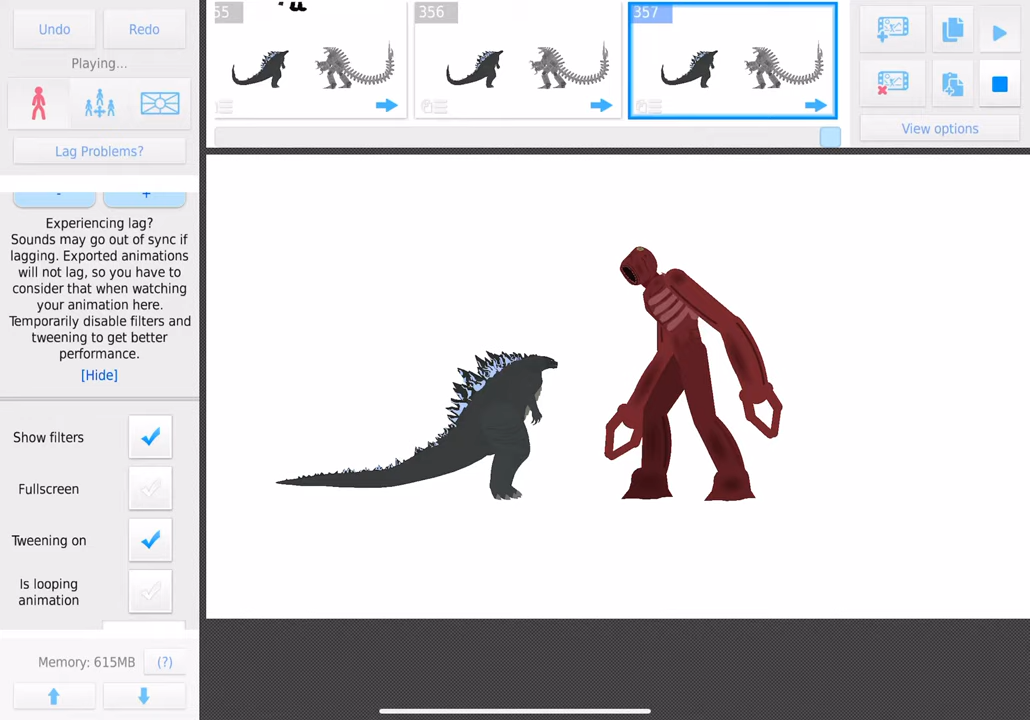 Undo
Redo
Playing...
Lag Problems?
-
+
Experiencing lag?
Sounds may go out of sync if
lagging. Exported animations
will not lag, so you have to
consider that when watching
your animation here.
Temporarily disable filters and
tweening to get better
performance.
[Hide]
Show filters
Fullscreen
Tweening on
Is looping
animation
Memory: 615MB
(?)
55
356
357
View options